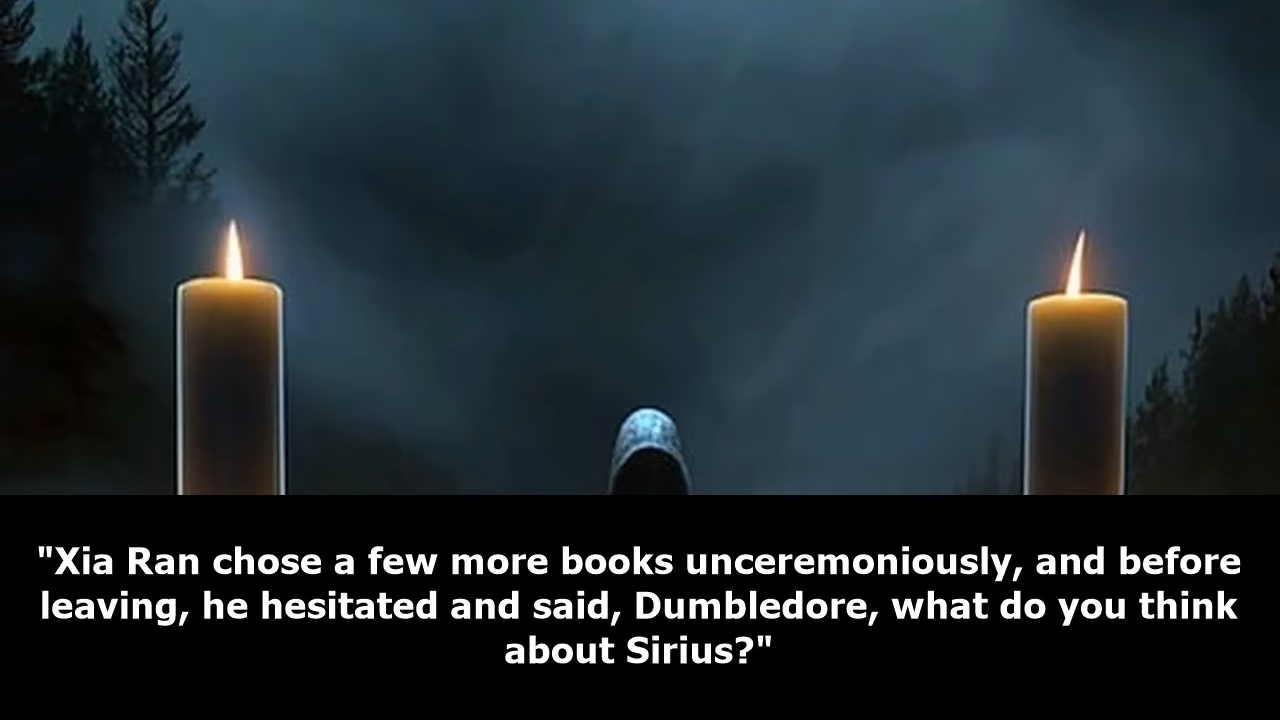 "Xia Ran chose a few more books unceremoniously, and before
leaving, he hesitated and said, Dumbledore, what do you think
about Sirius?"